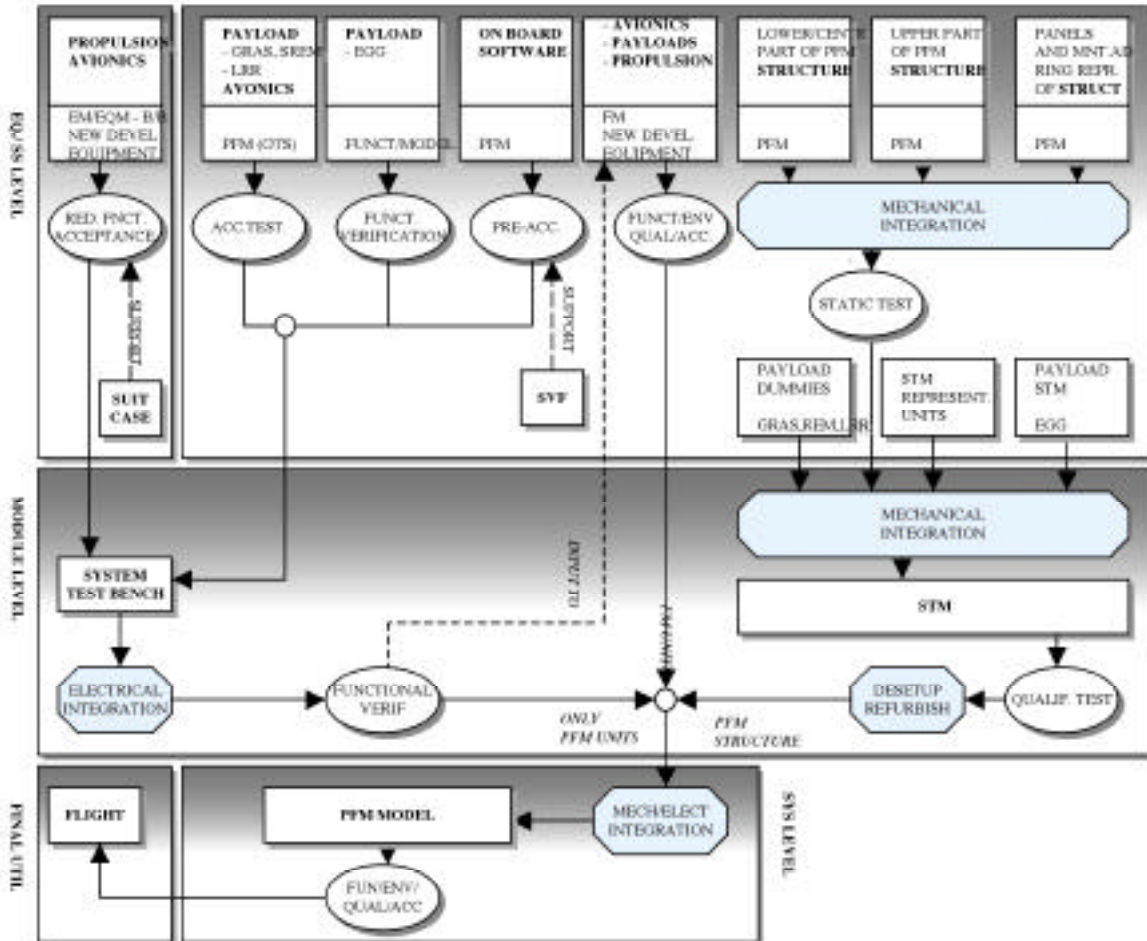 PROPULSION
AVIONICS
EM/EQM - B/B
NEW DEVEL.
EQUIPMENT
PAYLOAD
- GRAS, SREM
- LRR
AVONICS
PFM (OTS)
PAYLOAD
- EGG
FUNCT/MODEL
ON BOARD
SOFTWARE
PFM
- AVIONICS
- PAYLOADS
- PROPULSION
FM
NEW DEVEL.
EQUIPMENT
LOWER/CENTR
PART OF PFM
STRUCTURE
PFM
UPPER PART
OF PFM
STRUCTURE
PFM
PANELS
AND MNT.AD
RING REPR.
OF STRUCT
PFM
EQ/ SS LEVEL
RED. FNCT.
ACCEPTANCE
ACC.TEST
FUNCT.
VERIFICATION
PRE-ACC.
FUNCT/ENV
QUAL/ACC.
MECHANICAL
INTEGRATION
STATIC TEST
SUPPORT
SUPPORT
SUIT
CASE
SVF
PAYLOAD
DUMMIES
GRAS,REM,LRR
STM
REPRESENT.
UNITS
PAYLOAD
STM
EGG
MODULE LEVEL
MECHANICAL
INTEGRATION
SYSTEM
TEST BENCH
INPUT TO
FM UNIT
STM
ELECTRICAL
INTEGRATION
FUNCTIONAL
VERIF
DESETUP
REFURBISH
QUALIF. TEST
ONLY
PFM UNITS
PFM
STRUCTURE
FINAL UTIL
FLIGHT
PFM MODEL
MECH/ELECT
INTEGRATION
SYS LEVEL
FUN/ENV/
QUAL/ACC